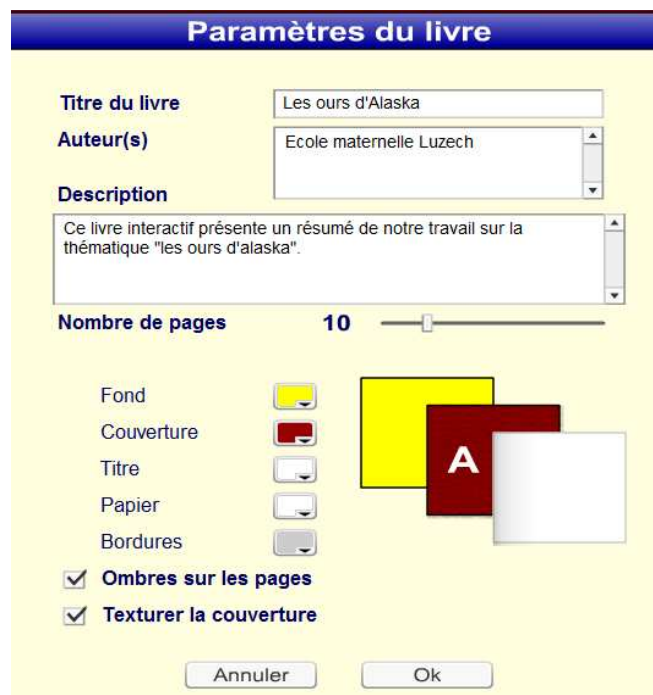 Paramètres du livre
Titre du livre
Les ours d'Alaska
Auteur(s)
Ecole maternelle Luzech
Description
Ce livre interactif présente un résumé de notre travail sur la
thématique "les ours d'alaska".
Nombre de pages
10
Fond
Couverture
Titre
Papier
Bordures
A
Ombres sur les pages
Texturer la couverture
Annuler
Ok